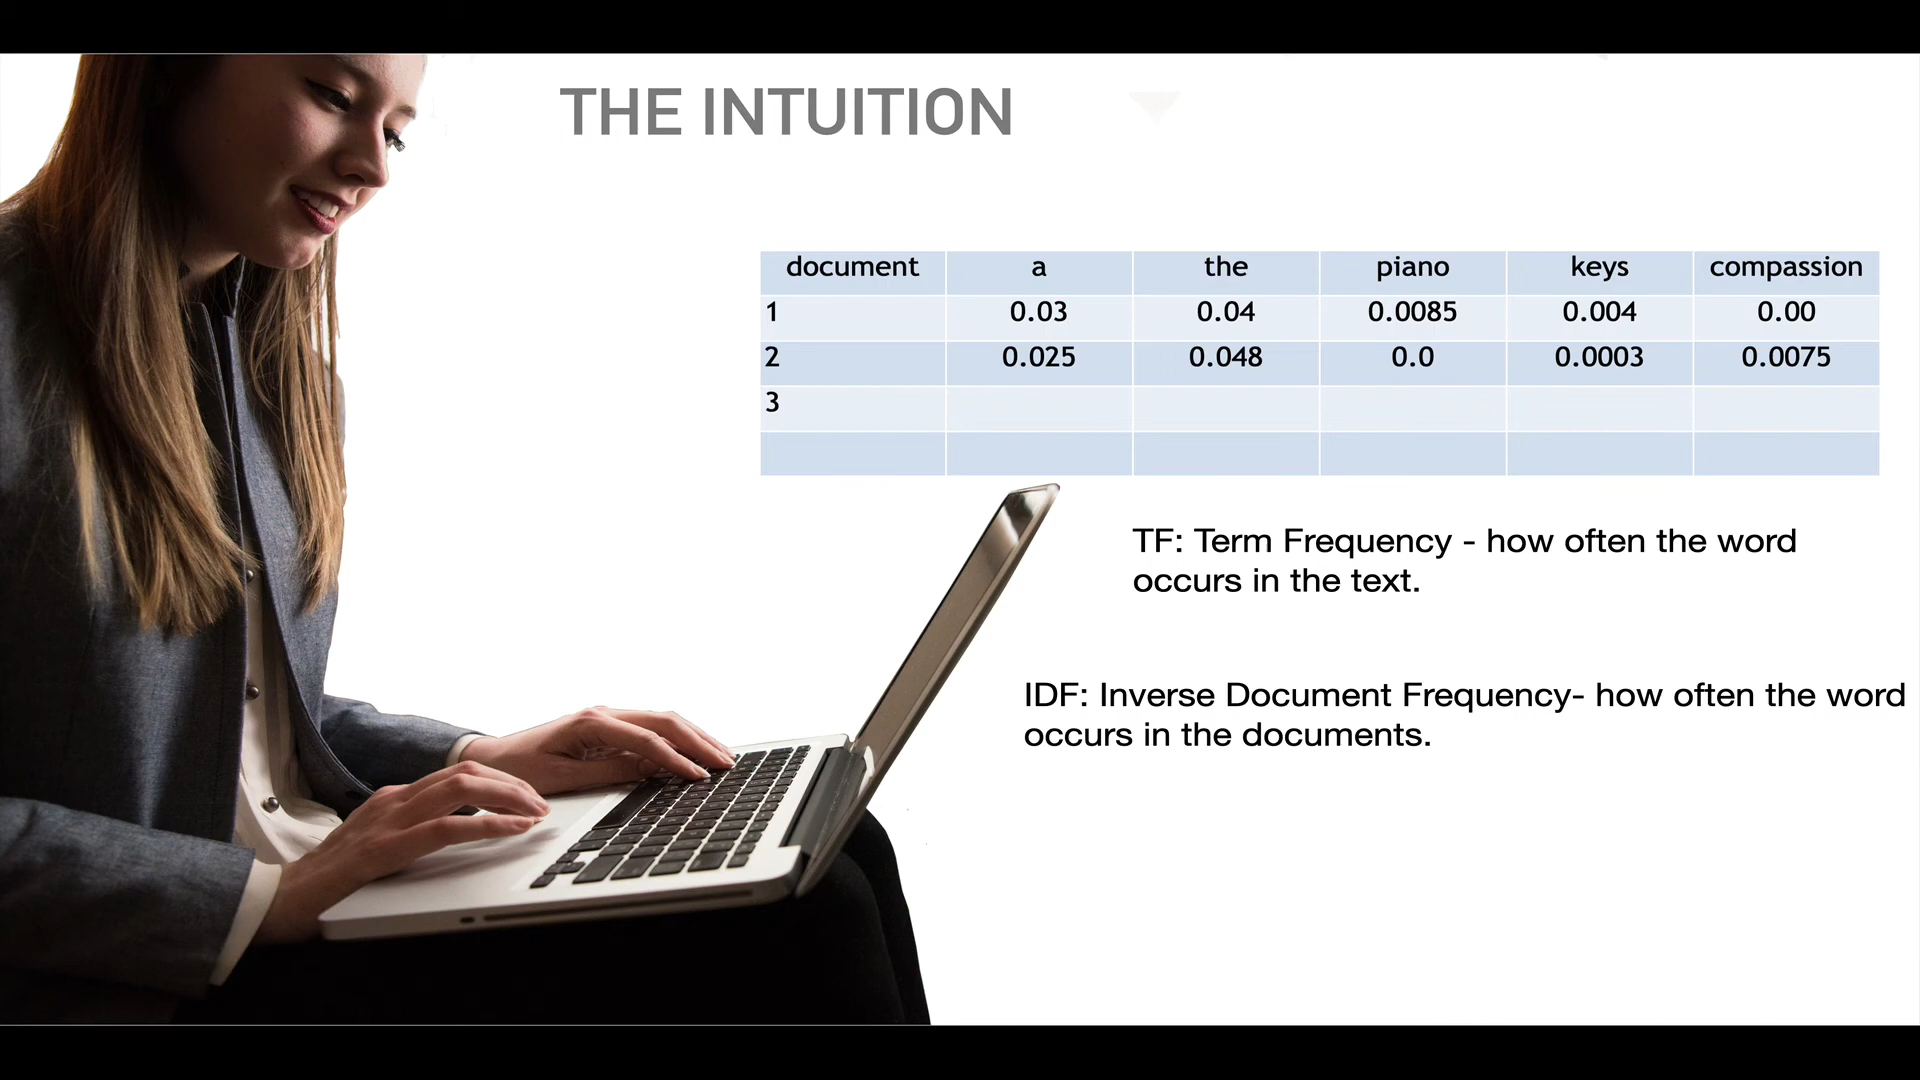 THE INTUITION
document a the piano keys compassion
1 0.03 0.04 0.0085 0.004 0.00
2 0.025 0.048 0.0 0.0003 0.0075
3
TF: Term Frequency - how often the word
occurs in the text.
IDF: Inverse Document Frequency- how often the word
occurs in the documents.